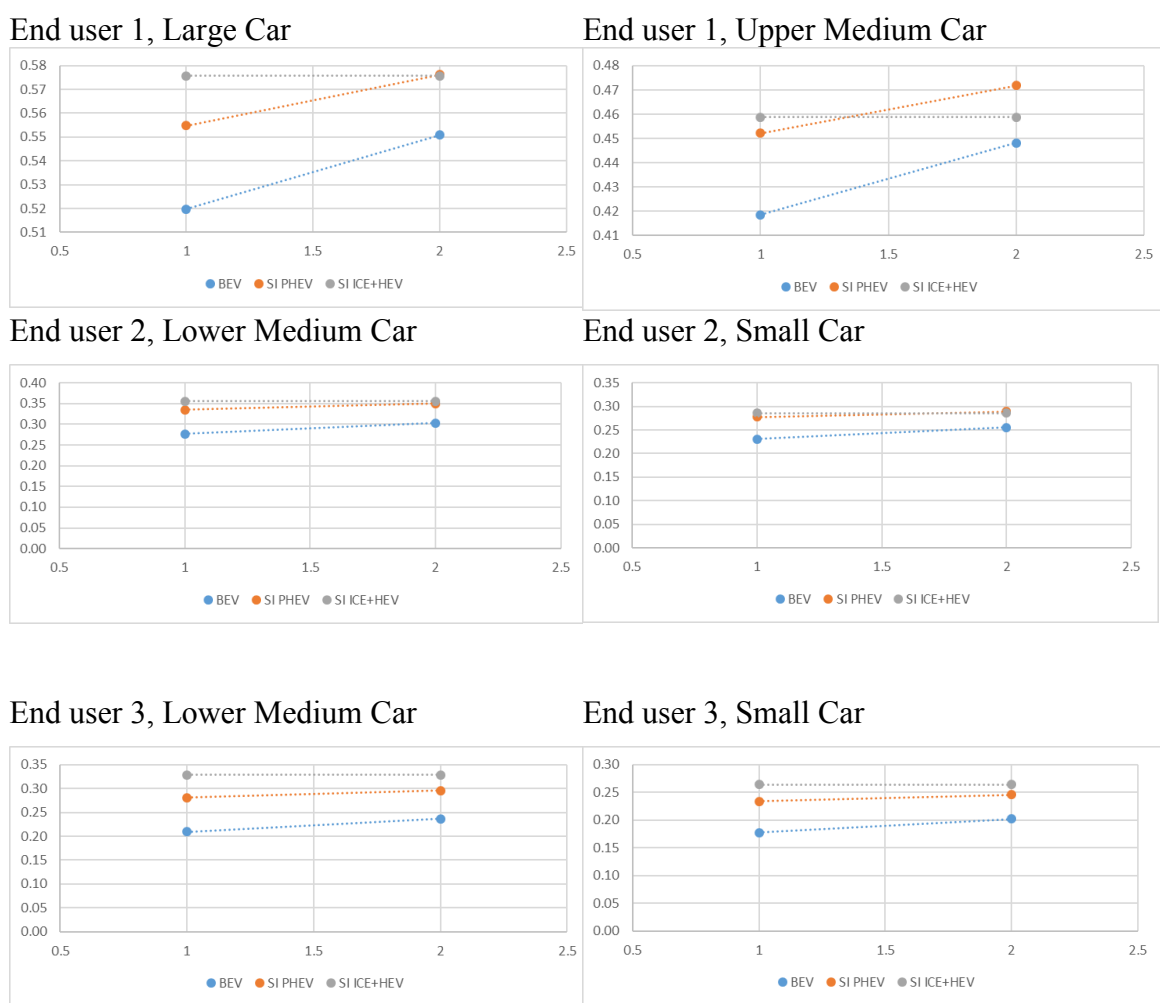 End user 1, Large Car
0.58
0.57
0.56
0.55
0.54
0.53
0.52
0.51
0.5 1 1.5 2 2.5
BEV SI PHEV SI ICE+HEV
End user 1, Upper Medium Car
0.48
0.47
0.46
0.45
0.44
0.43
0.42
0.41
0.5 1 1.5 2 2.5
BEV SI PHEV SI ICE+HEV
End user 2, Lower Medium Car
0.40
0.35
0.30
0.25
0.20
0.15
0.10
0.05
0.00
0.5 1 1.5 2 2.5
BEV SI PHEV SI ICE+HEV
End user 2, Small Car
0.35
0.30
0.25
0.20
0.15
0.10
0.05
0.00
0.5 1 1.5 2 2.5
BEV SI PHEV SI ICE+HEV
End user 3, Lower Medium Car
0.35
0.30
0.25
0.20
0.15
0.10
0.05
0.00
0.5 1 1.5 2 2.5
BEV SI PHEV SI ICE+HEV
End user 3, Small Car
0.30
0.25
0.20
0.15
0.10
0.05
0.00
0.5 1 1.5 2 2.5
BEV SI PHEV SI ICE+HEV